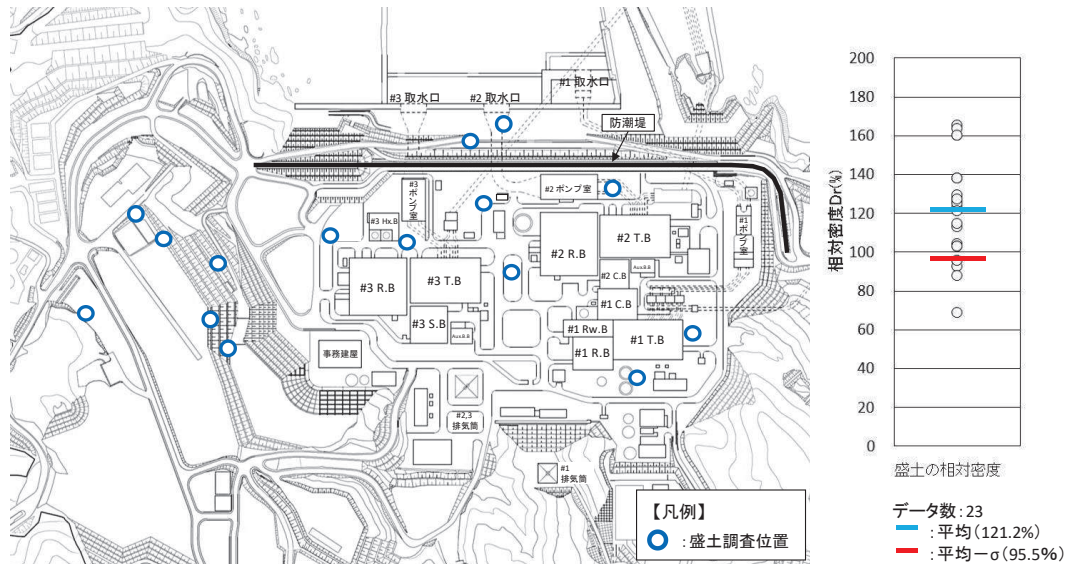 #1 取水口
#3 取水口
#2 取水口
防潮堤
#3
ポンプ室
#2 ポンプ室
#1
ポンプ室
#3 Hx.B
#2 T.B
#2 R.B
#3 T.B
#3 R.B
#2 C.B
Aux.B.B
#1 C.B
#3 S.B
Aux.B.B
#1 Rw.B
#1 T.B
#1 R.B
事務建屋
#2,3
排気筒
#1
排気筒
【凡例】
:盛土調査位置
相対密度Dr(%)
200
180
160
140
120
100
80
60
40
20
0
盛土の相対密度
データ数:23
:平均(121.2%)
:平均ーσ(95.5%)